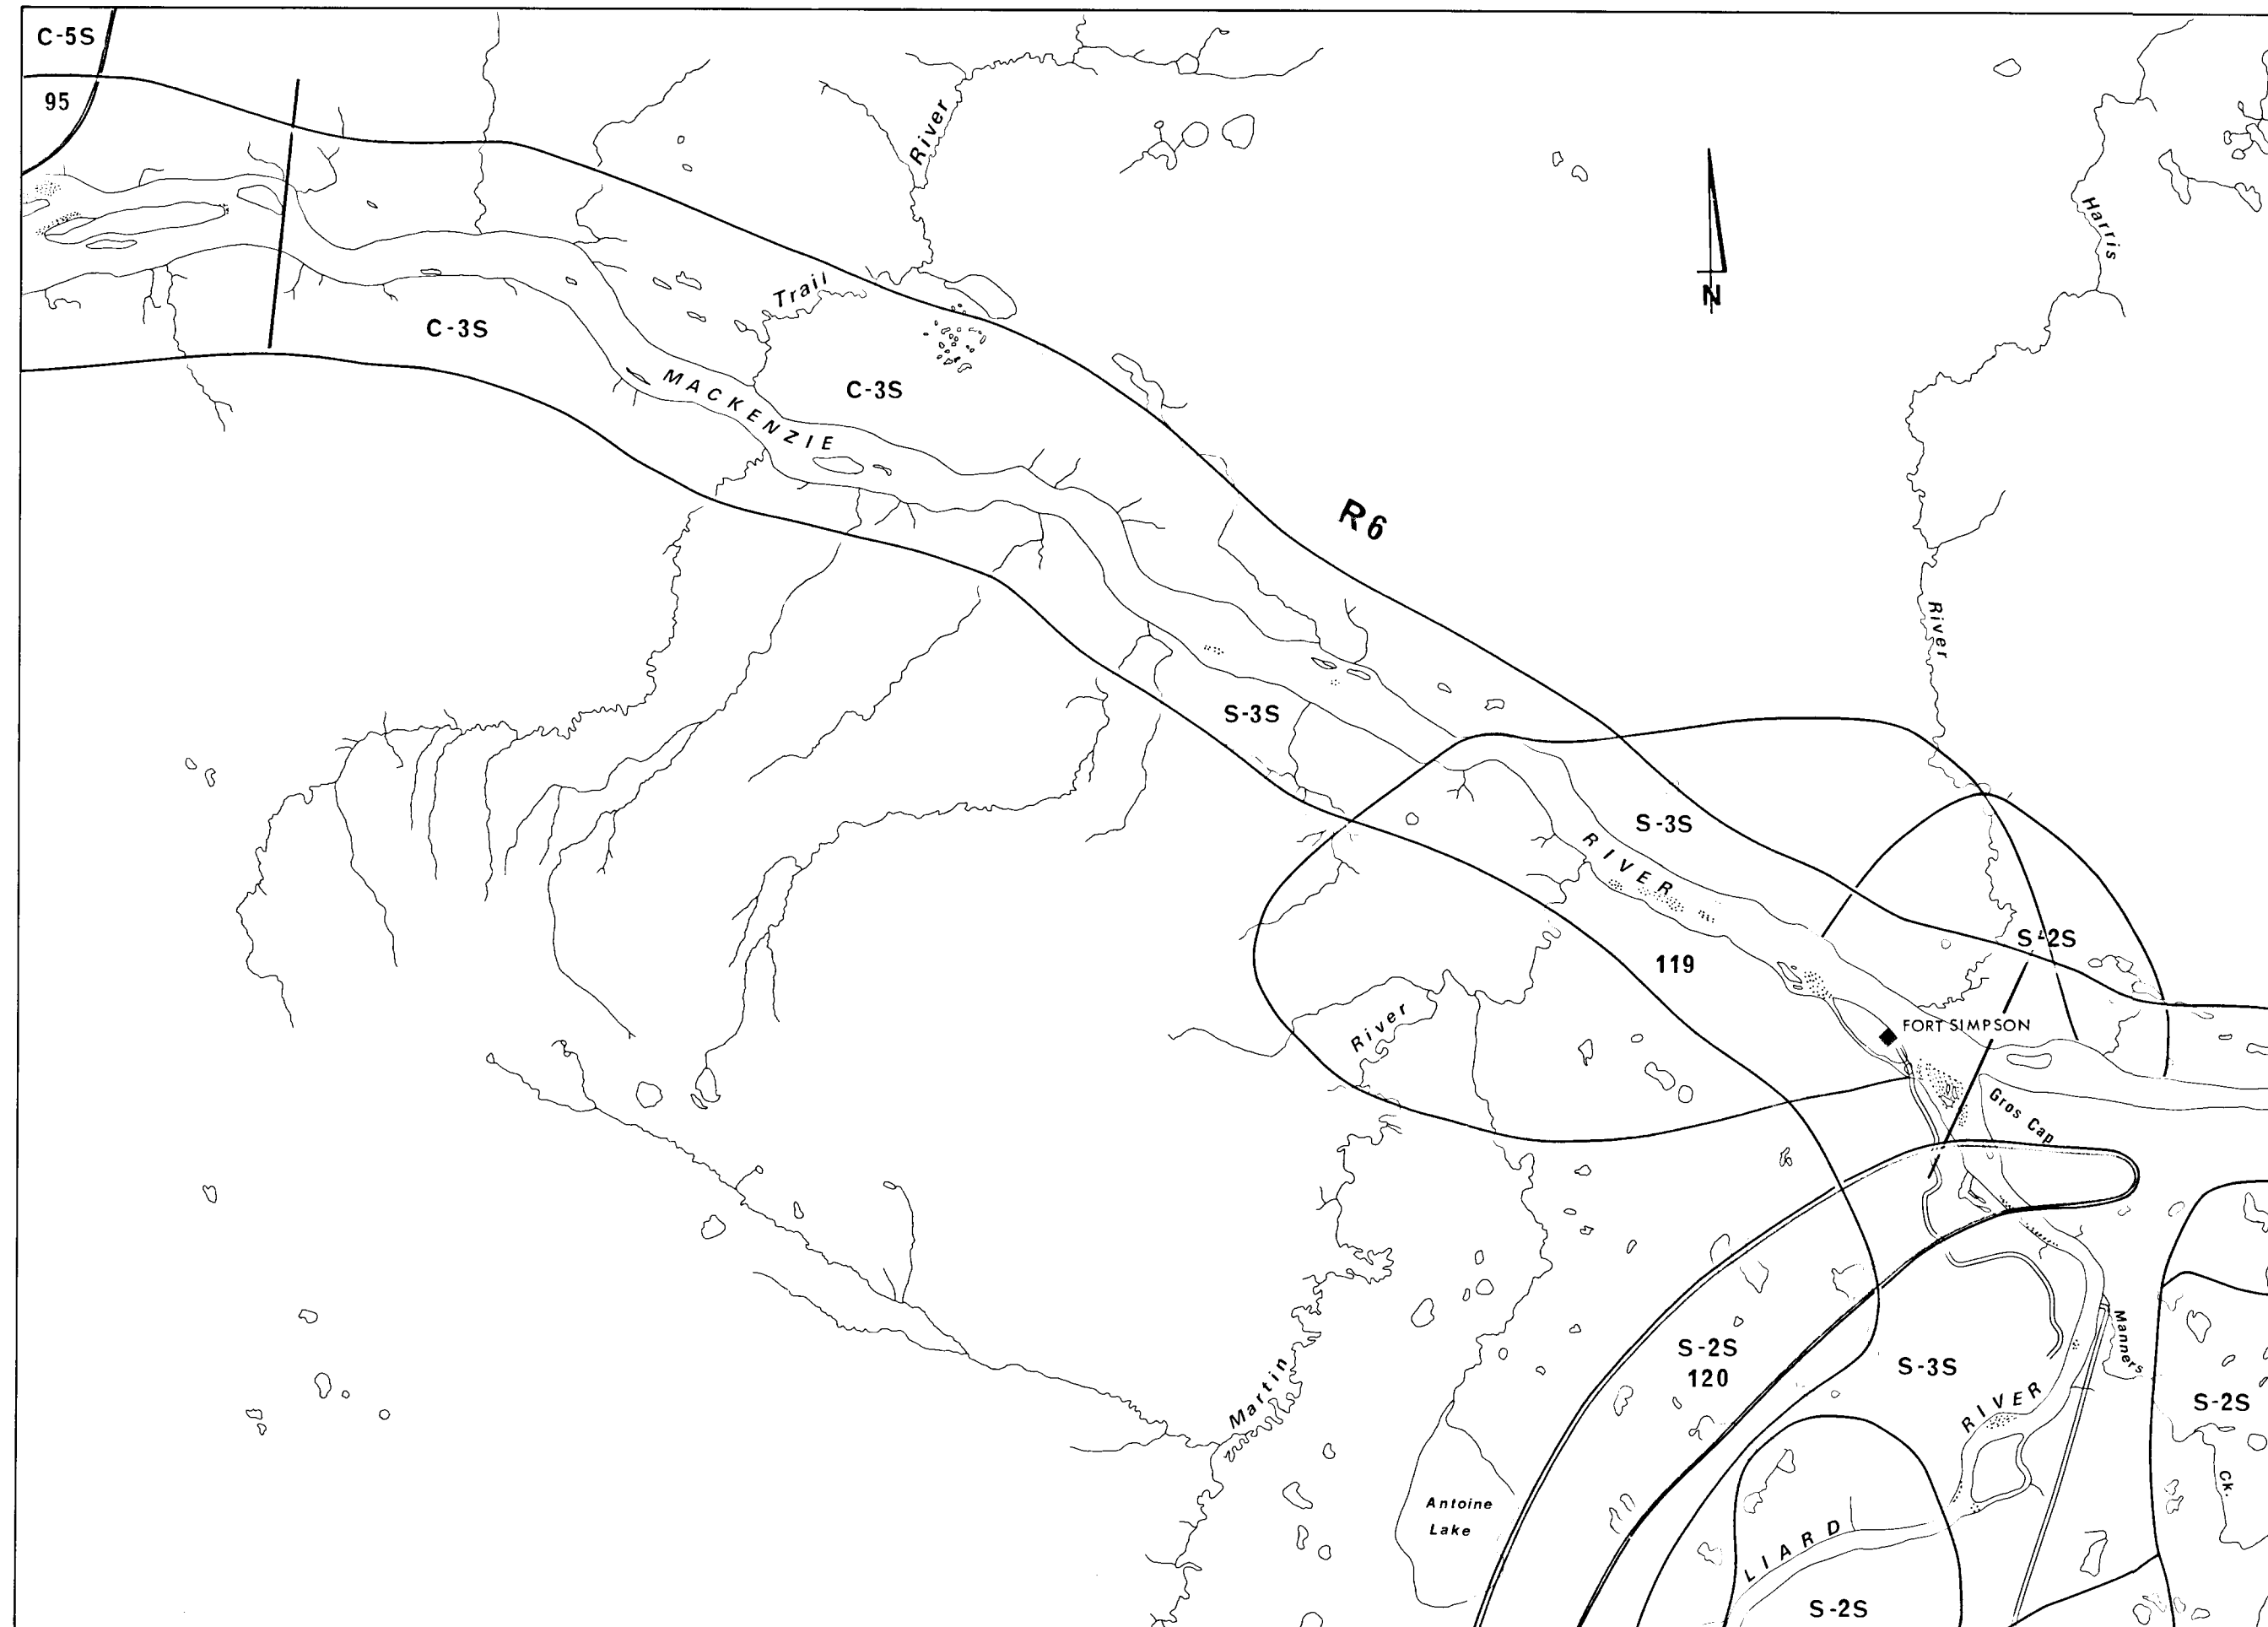 C-5S
95
River
Harris
N
Trail
C-3S
C-3S
MACKENZIE
R6
River
S-3S
S-3S
RIVER
S-2S
119
River
FORT SIMPSON
Gros Cap
Manners
S-2S
120
S-3S
S-2S
RIVER
Martin
Ck.
Antoine
Lake
LIARD
S-2S